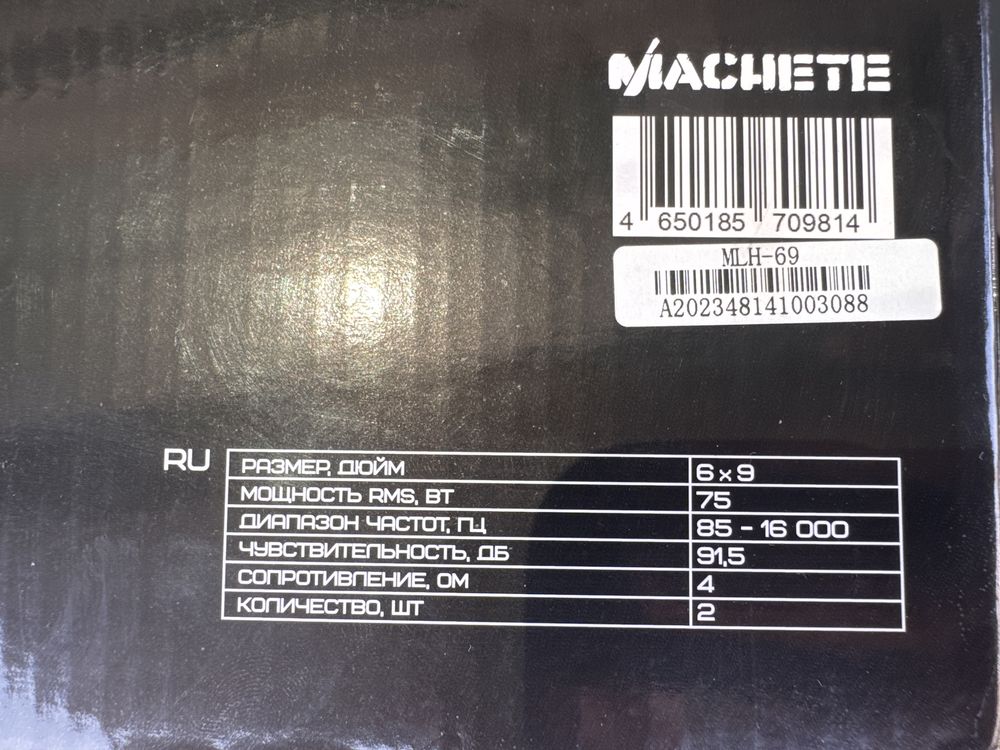 MACHETE
4 650185 709814
MLH-69
A202348141003088
RU
РАЗМЕР, ДЮЙМ 6 x 9
МОЩНОСТЬ RMS, ВТ 75
ДИАПАЗОН ЧАСТОТ, ГЦ 85 - 16 000
ЧУВСТВИТЕЛЬНОСТЬ, ДБ 91,5
СОПРОТИВЛЕНИЕ, ОМ 4
КОЛИЧЕСТВО, ШТ 2